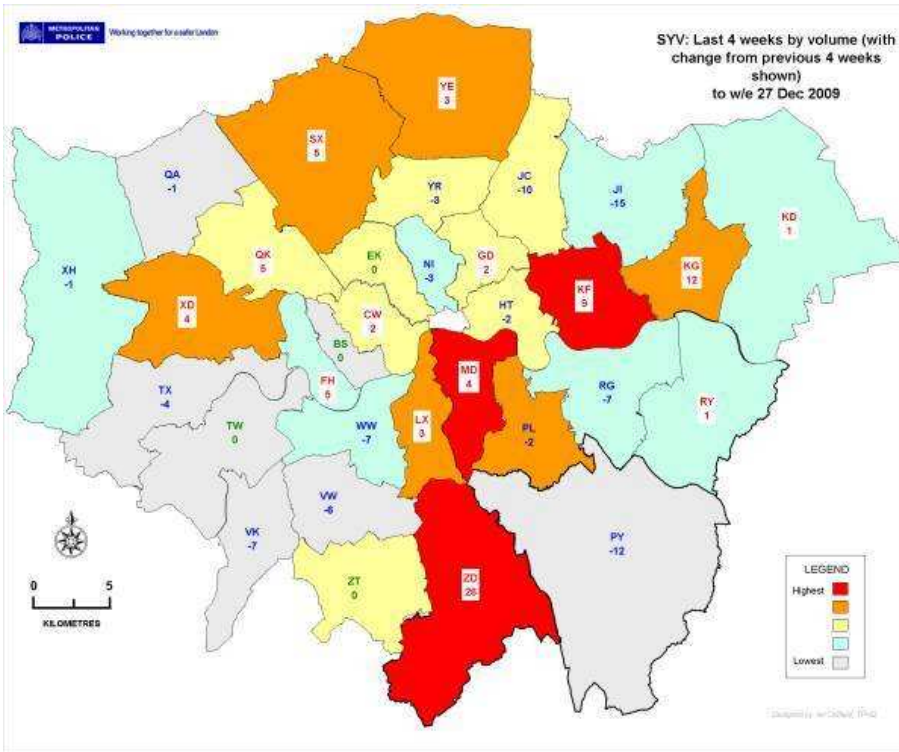 METROPOLITAN
POLICE
Working together for a safer London
SYV: Last 4 weeks by volume (with
change from previous 4 weeks
shown)
to w/e 27 Dec 2009
YE
3
SX
5
QA
-1
YR
-3
JC
-10
JI
-15
KD
1
XH
-1
QK
5
EK
0
NI
-3
GD
2
KF
9
KG
12
XD
4
CW
2
HT
-2
BS
0
TX
-4
FH
5
MD
4
RG
-7
RY
1
TW
0
WW
-7
LX
3
PL
-2
VW
-6
VK
-7
PY
-12
ZT
0
ZD
26
0 5
KILOMETRES
LEGEND
Highest
Lowest
Designed by